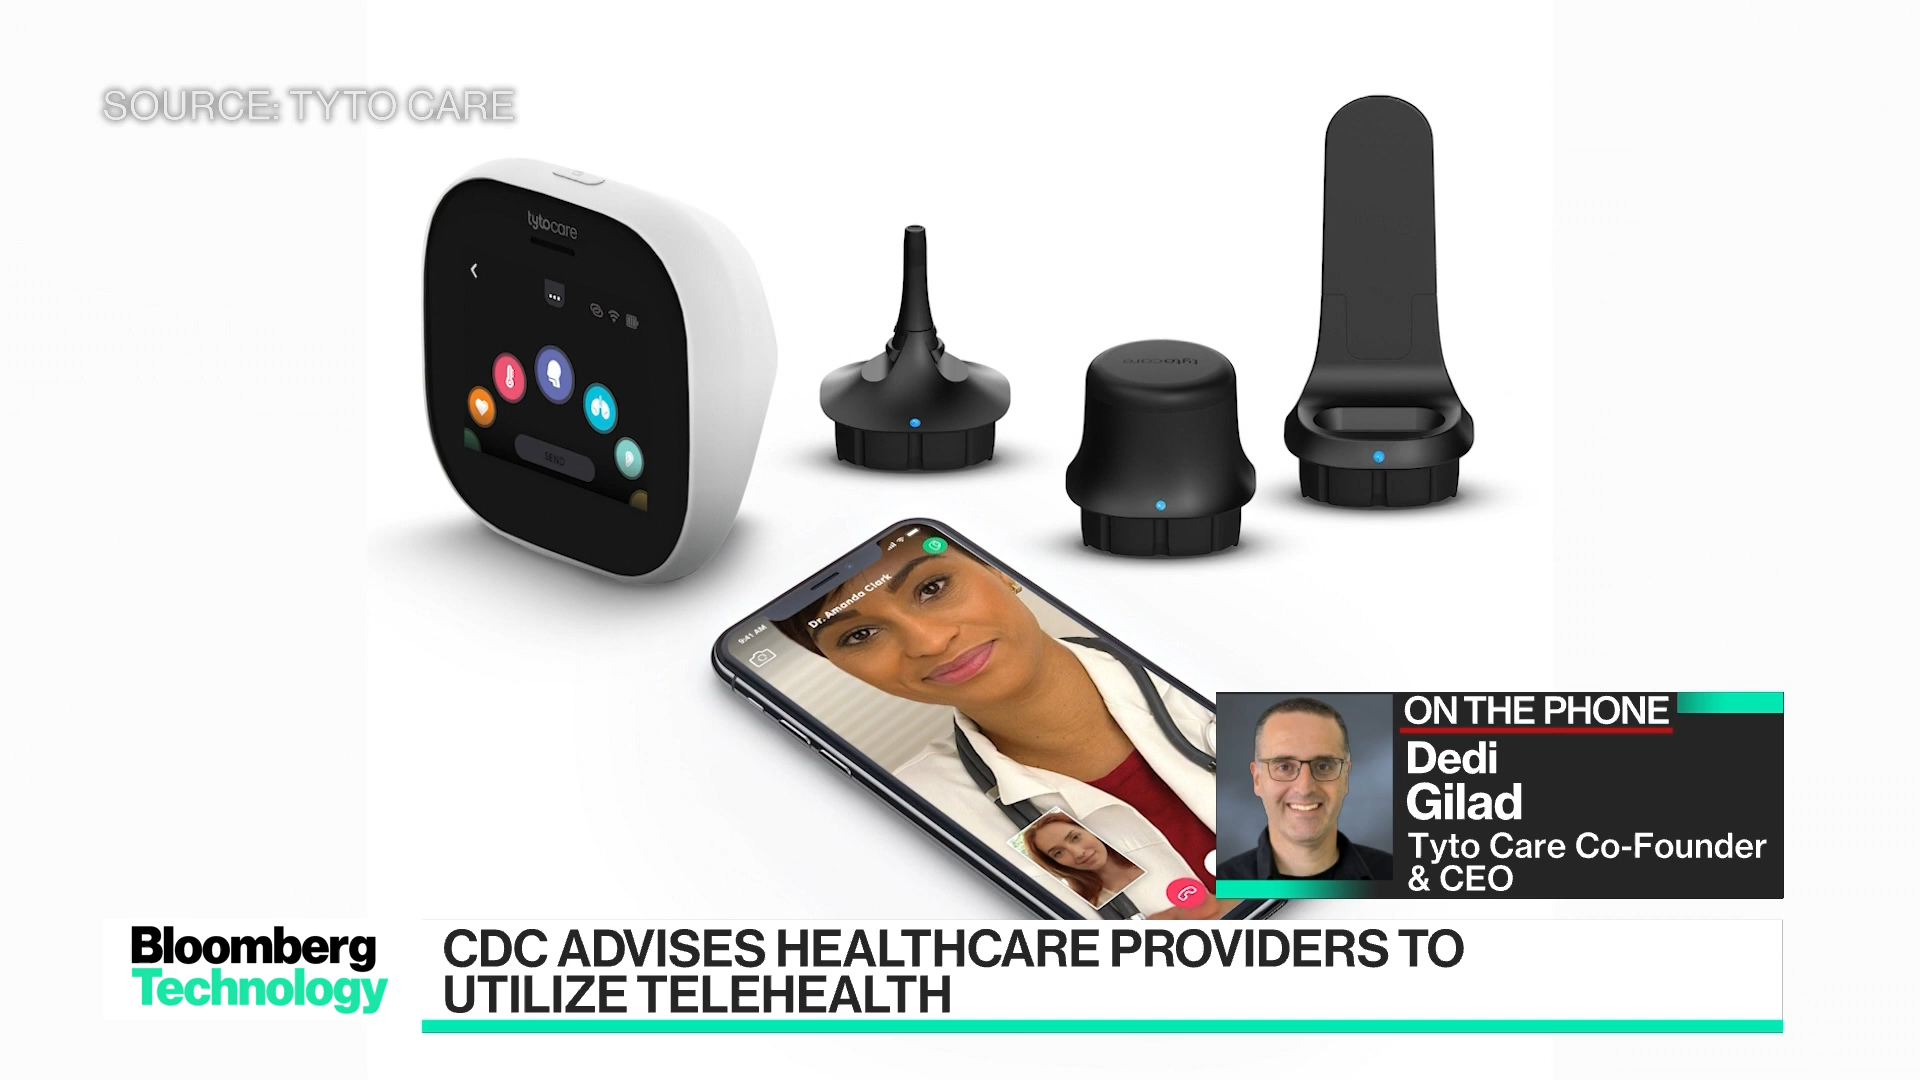 SOURCE: TYTO CARE
tytocare
SEND
tytocare
9:41 AM
Dr. Amanda Clark
ON THE PHONE
Dedi
Gilad
Tyto Care Co-Founder
& CEO
Bloomberg
Technology
CDC ADVISES HEALTHCARE PROVIDERS TO
UTILIZE TELEHEALTH